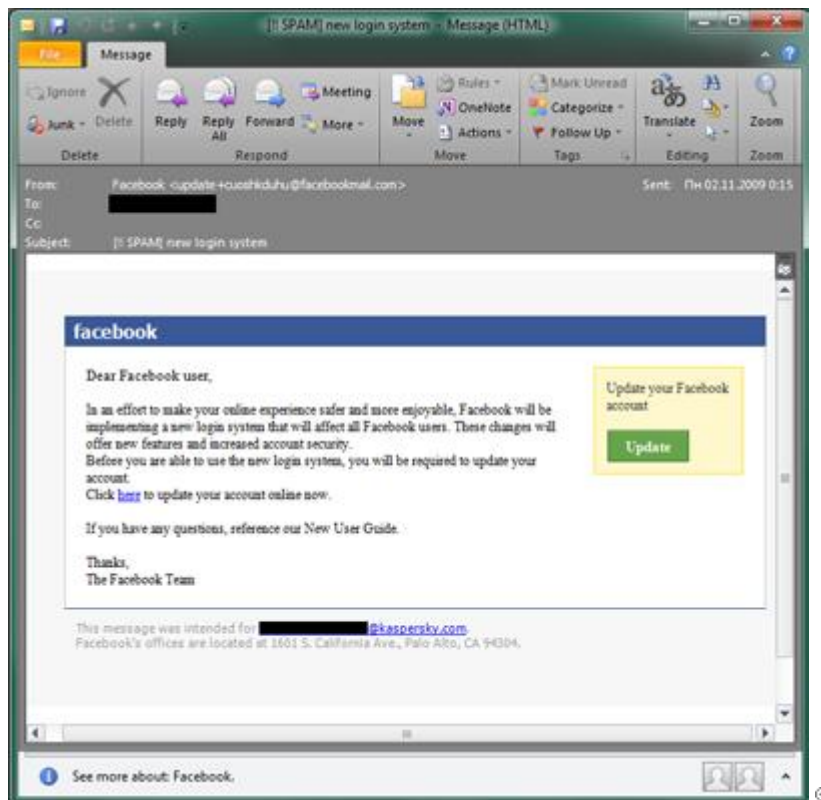 [!! SPAM] new login system - Message (HTML)
File Message
Ignore
Junk
Delete
Reply
Reply All
Forward
Meeting
More
Move
Rules
OneNote
Actions
Mark Unread
Categorize
Follow Up
Translate
Zoom
Delete Respond Move Tags Editing Zoom
From: Facebook <update+ @facebookmail.com> Sent: Пн 02.11.2009 0:15
To:
Cc:
Subject: [!! SPAM] new login system
facebook
Dear Facebook user,
In an effort to make your online experience safer and more enjoyable, Facebook will be
implementing a new login system that will affect all Facebook users. These changes will
offer new features and increased account security.
Before you are able to use the new login system, you will be required to update your
account.
Click here to update your account online now.
If you have any questions, reference our New User Guide.
Thanks,
The Facebook Team
Update your Facebook
account
Update
This message was intended for @kaspersky.com.
Facebook's offices are located at 1601 S. California Ave., Palo Alto, CA 94304.
See more about: Facebook.